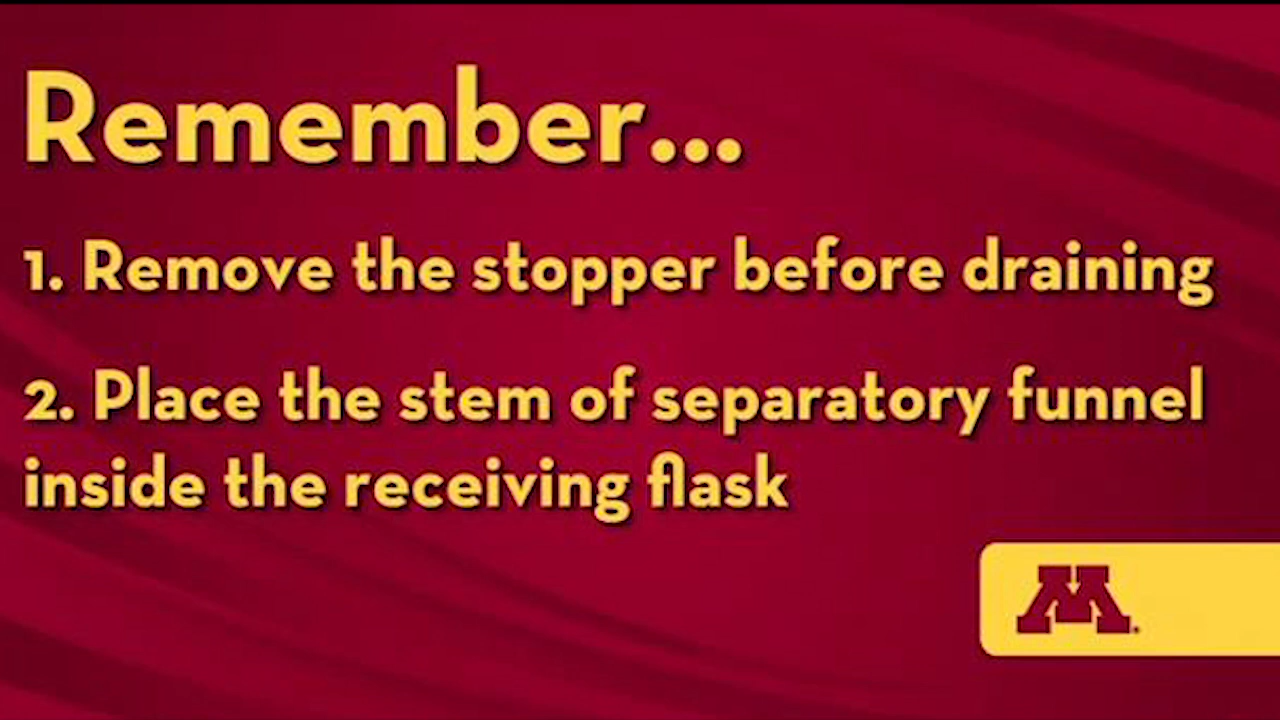 Remember...
1. Remove the stopper before draining
2. Place the stem of separatory funnel
inside the receiving flask
M